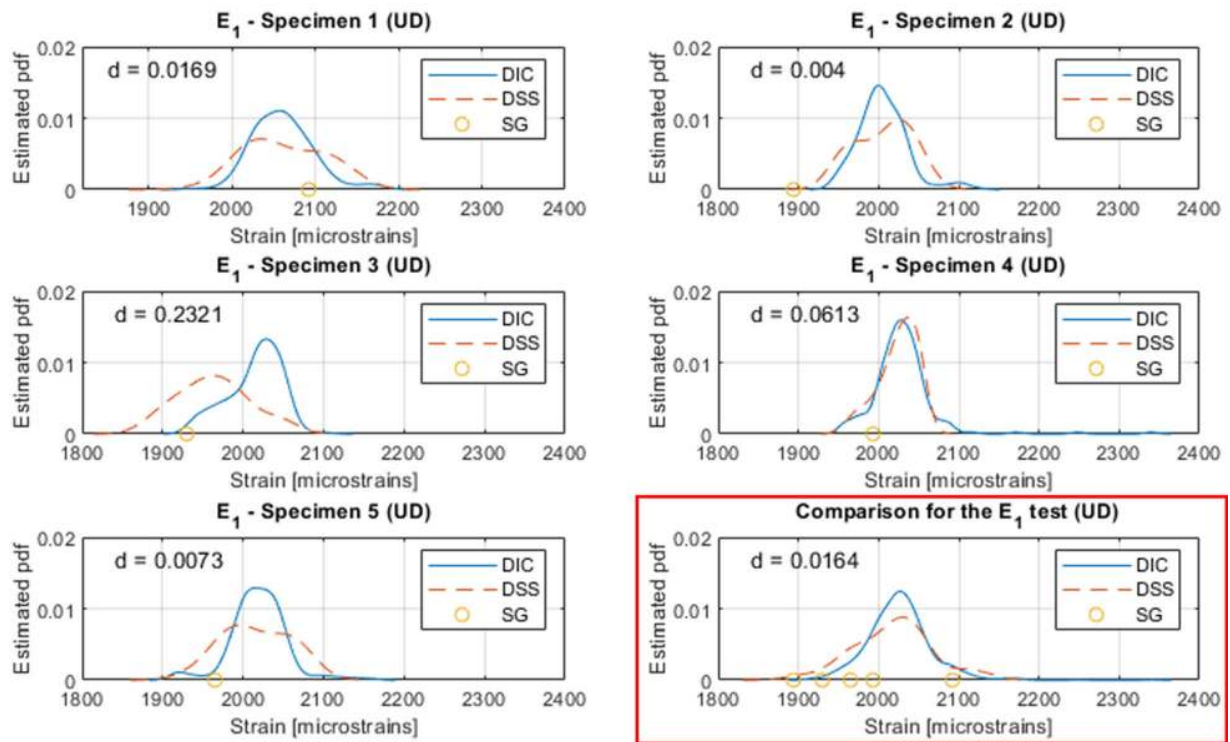 E1 - Specimen 1 (UD)
0.02
0.01
0
Estimated pdf
d = 0.0169
DIC
DSS
SG
1900 2000 2100 2200 2300 2400
Strain [microstrains]
E1 - Specimen 2 (UD)
0.02
0.01
0
Estimated pdf
d = 0.004
DIC
DSS
SG
1800 1900 2000 2100 2200 2300 2400
Strain [microstrains]
E1 - Specimen 3 (UD)
0.02
0.01
0
Estimated pdf
d = 0.2321
DIC
DSS
SG
1800 1900 2000 2100 2200 2300 2400
Strain [microstrains]
E1 - Specimen 4 (UD)
0.02
0.01
0
Estimated pdf
d = 0.0613
DIC
DSS
SG
1800 1900 2000 2100 2200 2300 2400
Strain [microstrains]
E1 - Specimen 5 (UD)
0.02
0.01
0
Estimated pdf
d = 0.0073
DIC
DSS
SG
1800 1900 2000 2100 2200 2300 2400
Strain [microstrains]
Comparison for the E1 test (UD)
0.02
0.01
0
Estimated pdf
d = 0.0164
DIC
DSS
SG
1800 1900 2000 2100 2200 2300 2400
Strain [microstrains]